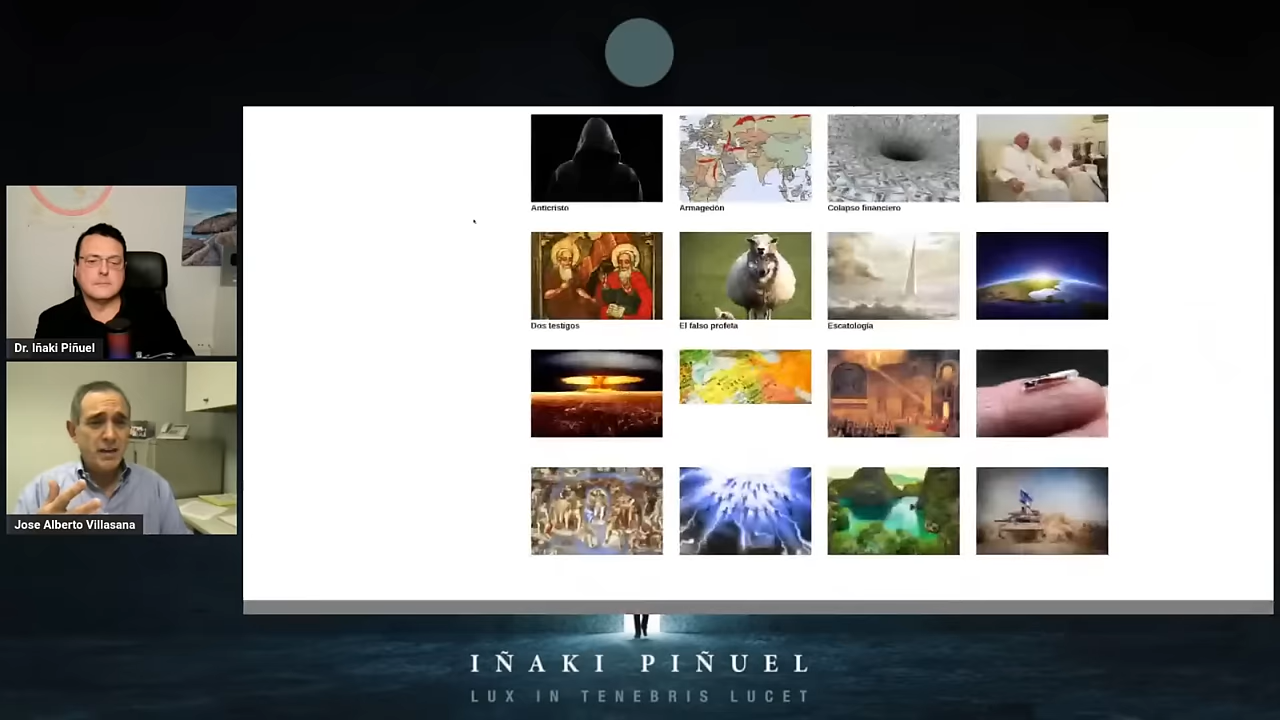 Anticristo
Armagedón
Colapso financiero
Dos testigos
El falso profeta
Escatología
Dr. Iñaki Piñuel
Jose Alberto Villasana
IÑAKI PIÑUEL
LUX IN TENEBRIS LUCET